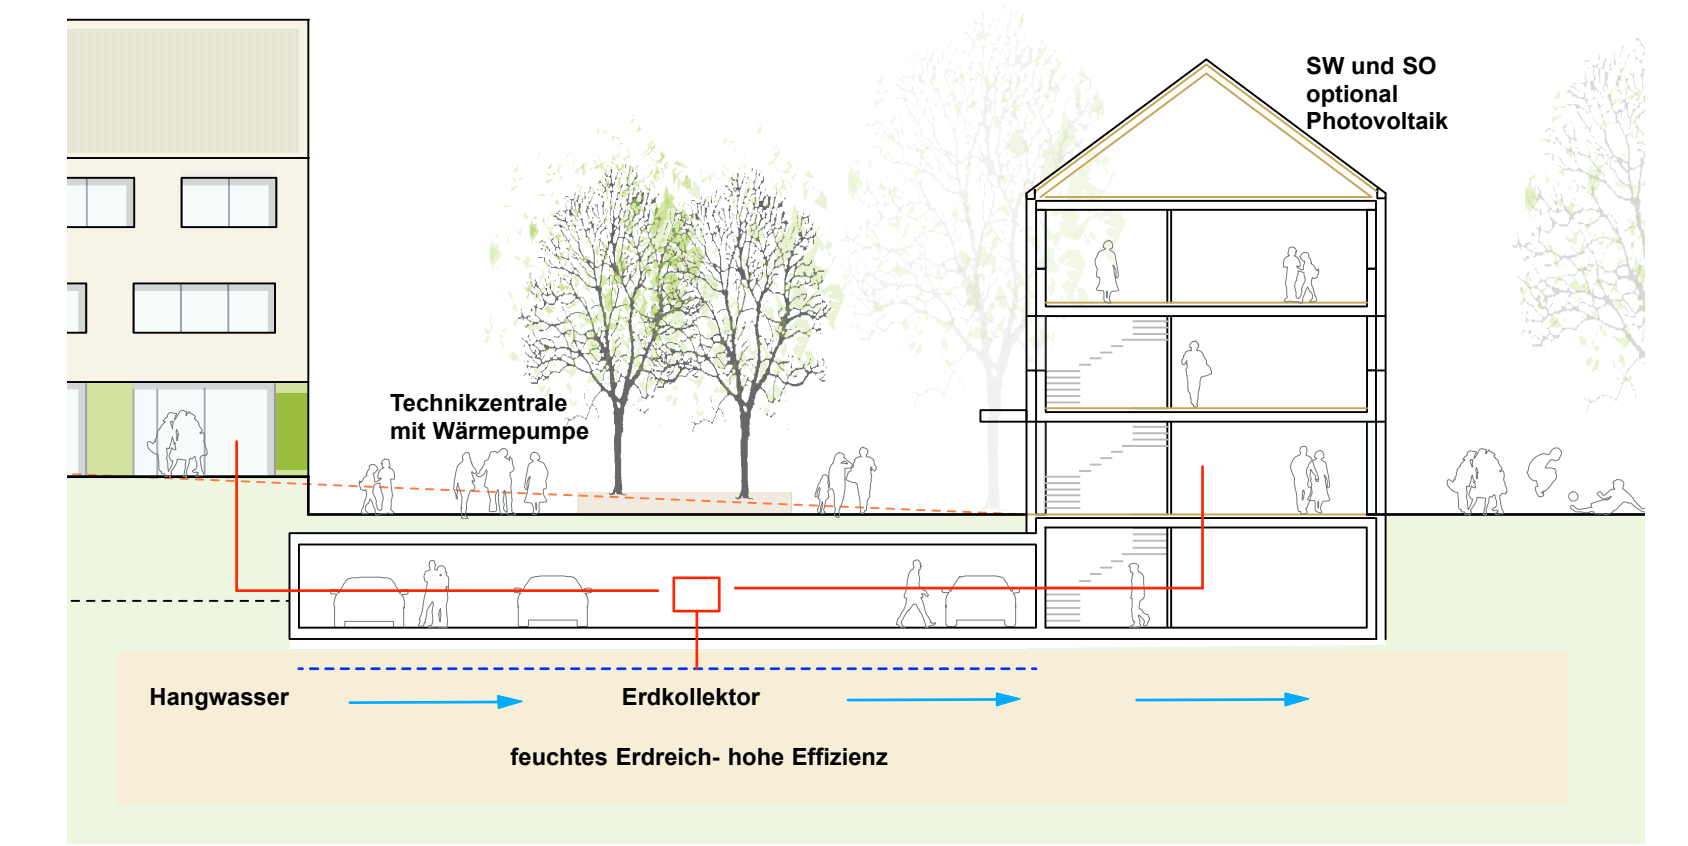 SW und SO
optional
Photovoltaik
Technikzentrale
mit Wärmepumpe
Hangwasser
Erdkollektor
feuchtes Erdreich- hohe Effizienz